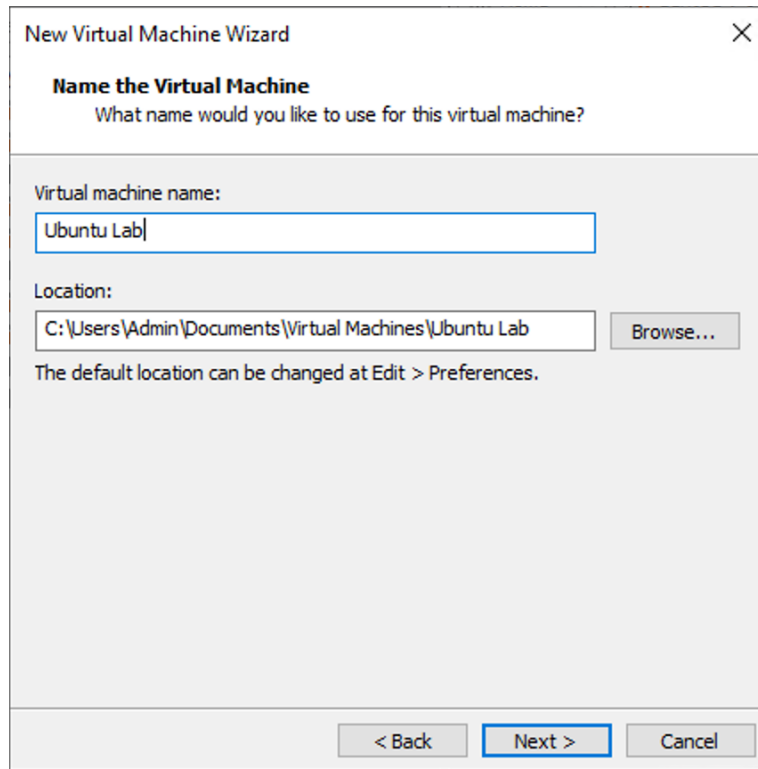 New Virtual Machine Wizard
Name the Virtual Machine
What name would you like to use for this virtual machine?
Virtual machine name:
Ubuntu Lab
Location:
C:\Users\Admin\Documents\Virtual Machines\Ubuntu Lab
Browse...
The default location can be changed at Edit > Preferences.
< Back Next > Cancel